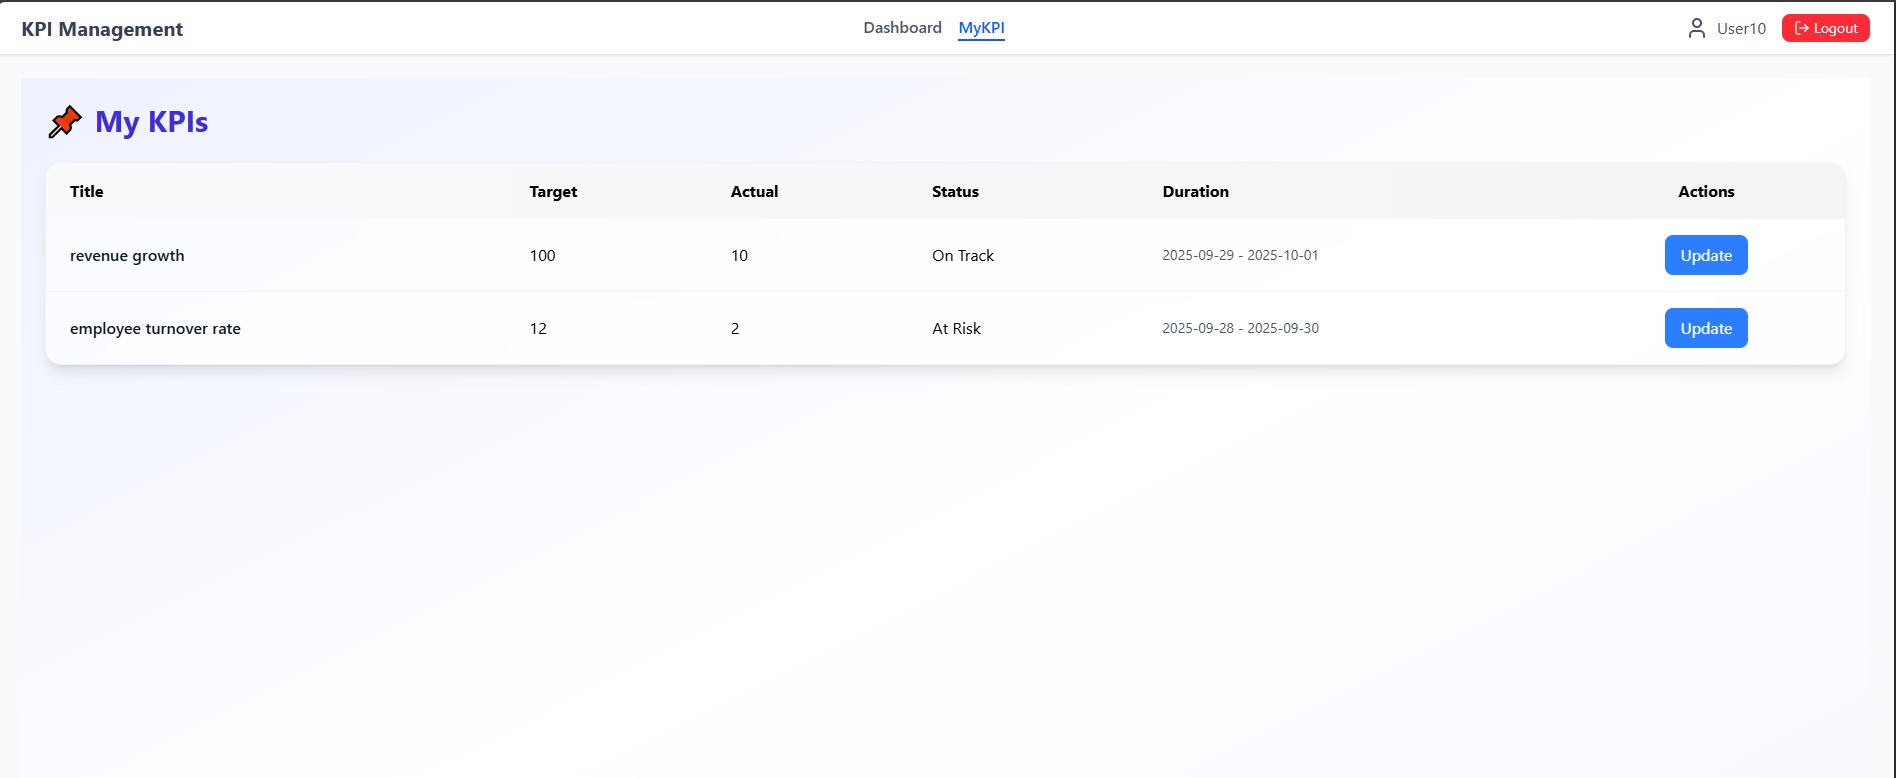 KPI Management Dashboard MyKPI User10 Logout
My KPIs
Title Target Actual Status Duration Actions
revenue growth 100 10 On Track 2025-09-29 - 2025-10-01 Update
employee turnover rate 12 2 At Risk 2025-09-28 - 2025-09-30 Update